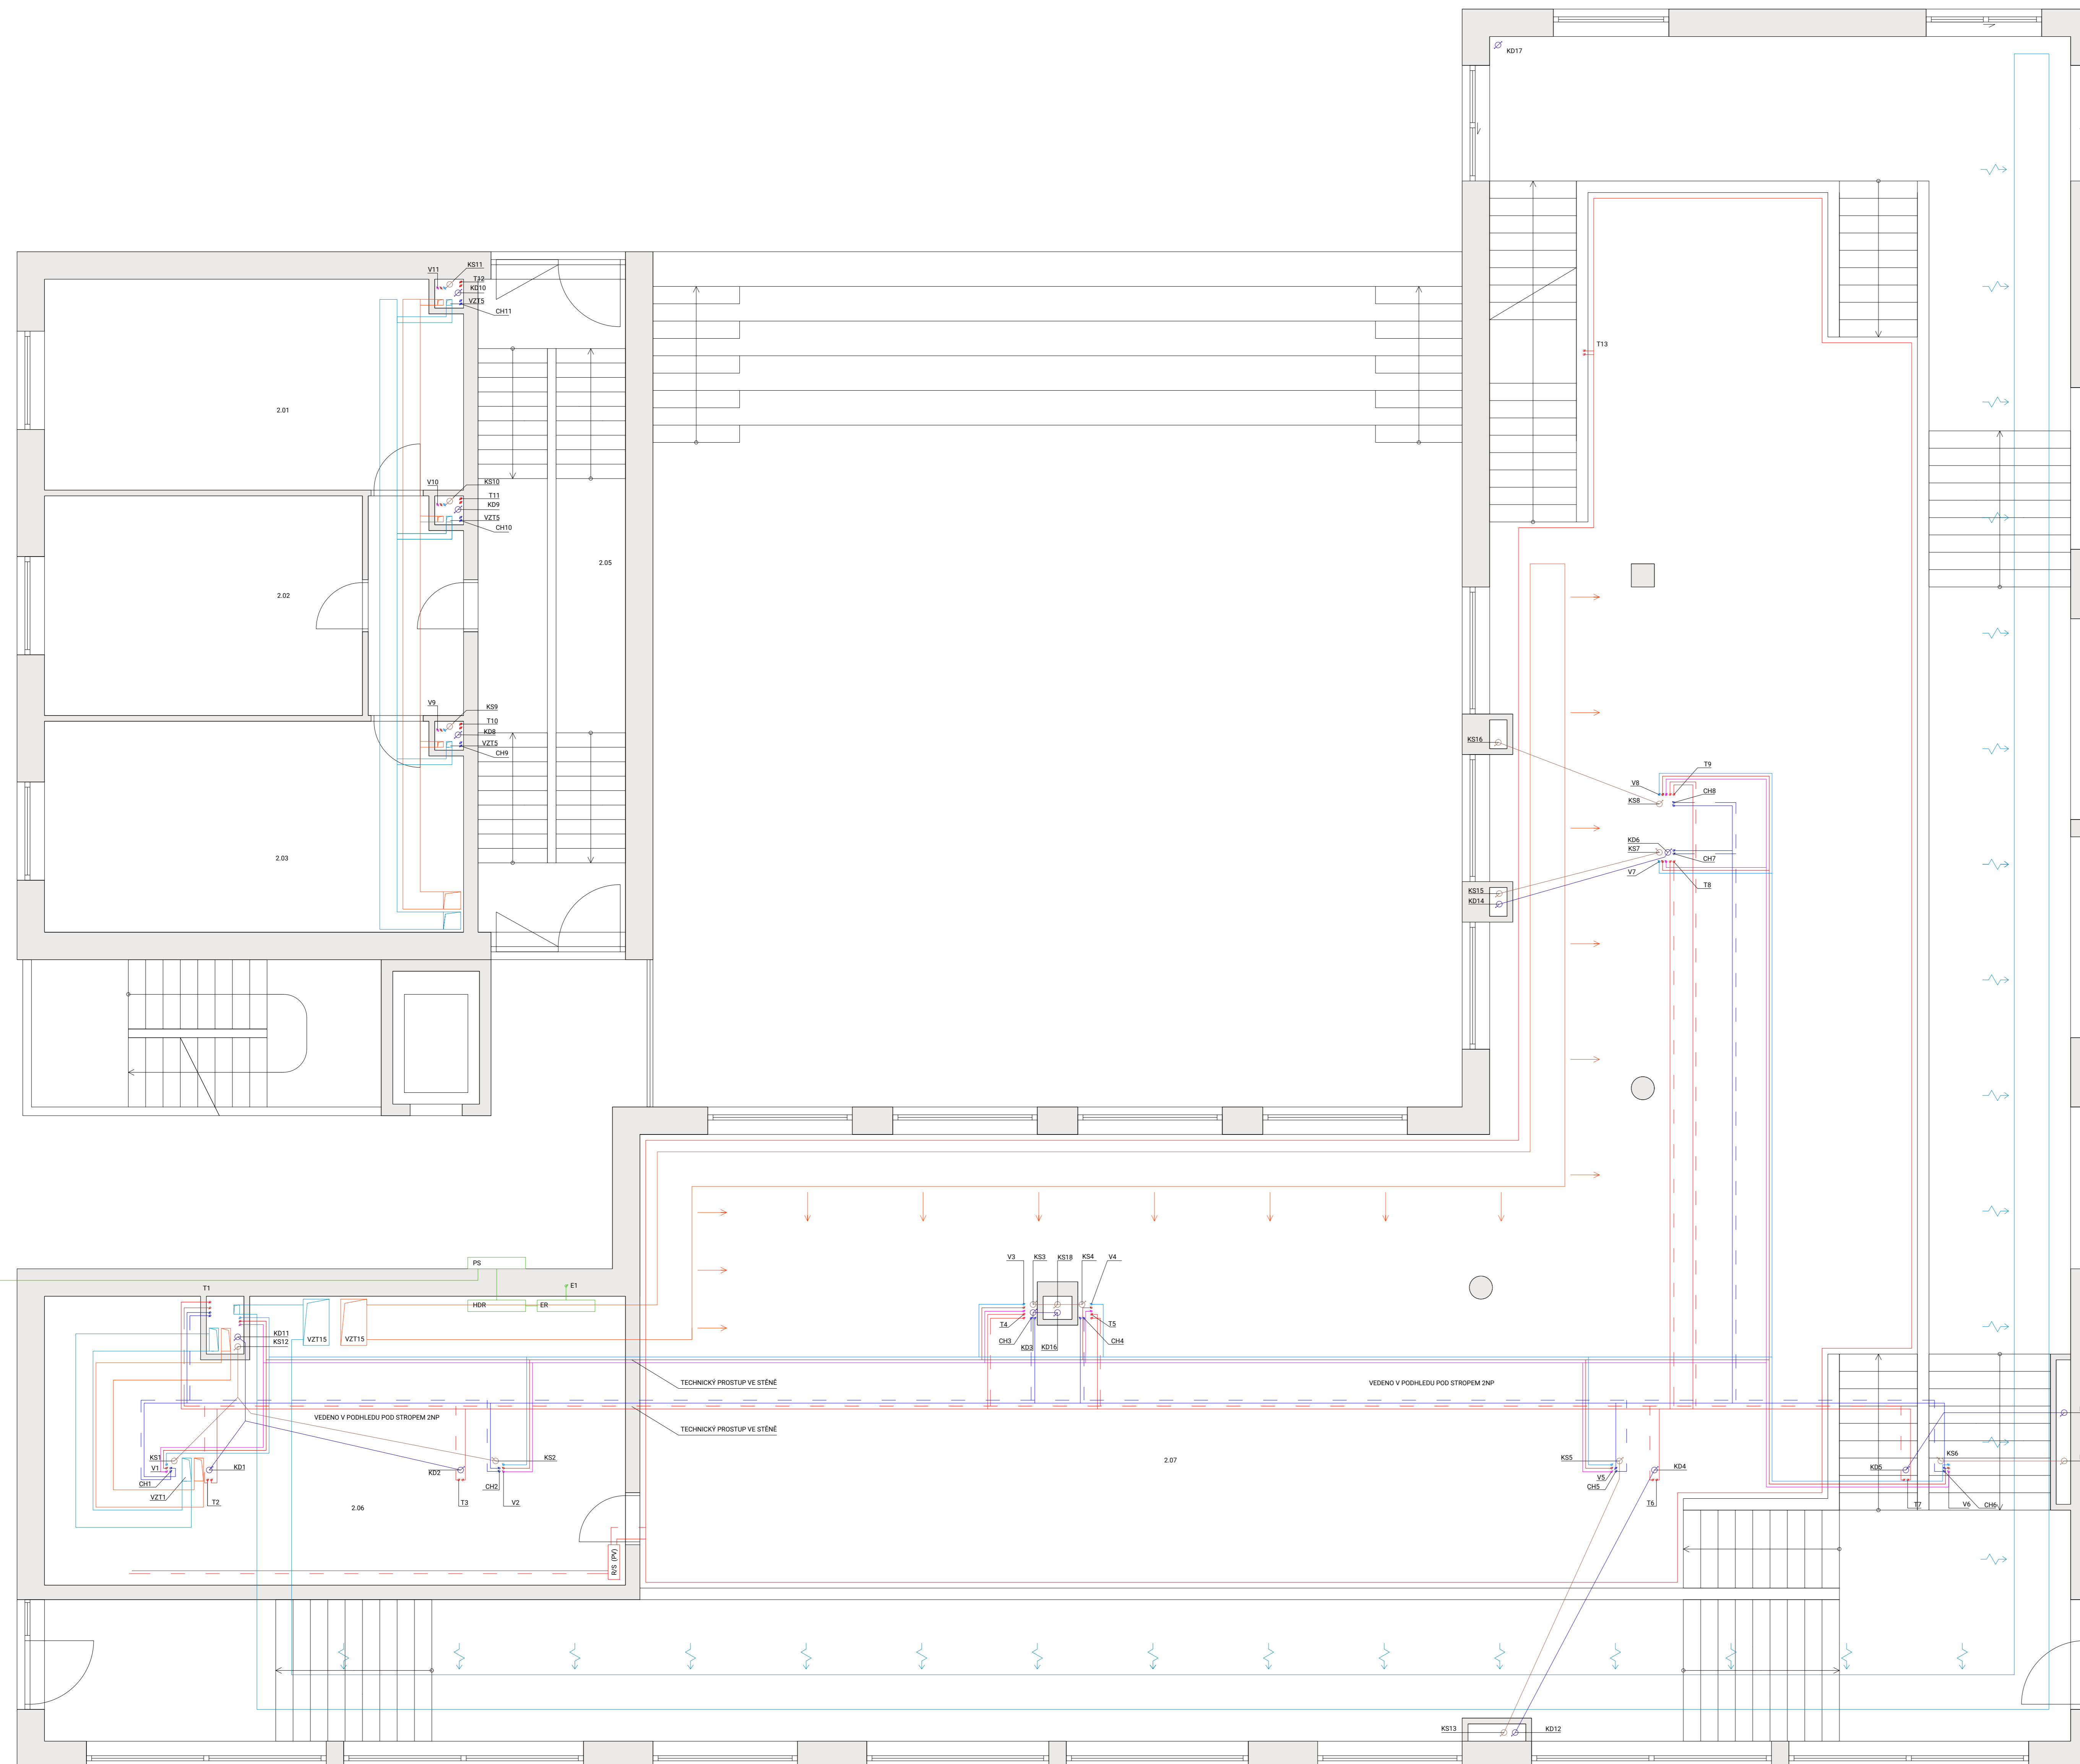 KD17
V11
KS11
T12
KD10
VZT5
CH11
T13
2.01
V10
KS10
T11
KD9
VZT5
CH10
2.05
2.02
V9
KS9
T10
KD8
VZT5
CH9
KS16
T9
V8
CH8
KS8
KD6
KS7
CH7
2.03
V7
T8
KS15
KD14
PS
V3
KS3
KS18
KS4
V4
T1
E1
HDR
ER
T4
T5
KD11
KS12
VZT15
VZT15
CH3
KD3
KD16
CH4
TECHNICKÝ PROSTUP VE STĚNĚ
VEDENO V PODHLEDU POD STROPEM 2NP
VEDENO V PODHLEDU POD STROPEM 2NP
TECHNICKÝ PROSTUP VE STĚNĚ
KS1
V1
KD1
KD2
KS2
2.07
KS5
KD4
KS6
KD5
CH1
VZT1
T2
CH2
T3
V2
V5
CH5
T6
T7
V6
CH6
2.06
R/S (PV)
KS13
KD12